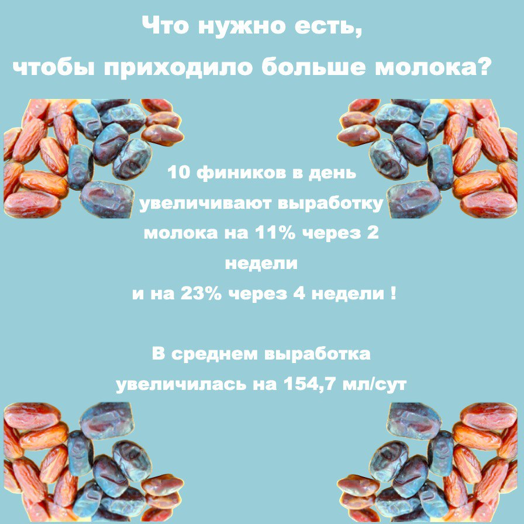 Что нужно есть,
чтобы приходило больше молока?
10 фиников в день
увеличивают выработку
молока на 11% через 2
недели
и на 23% через 4 недели !
В среднем выработка
увеличилась на 154,7 мл/сут